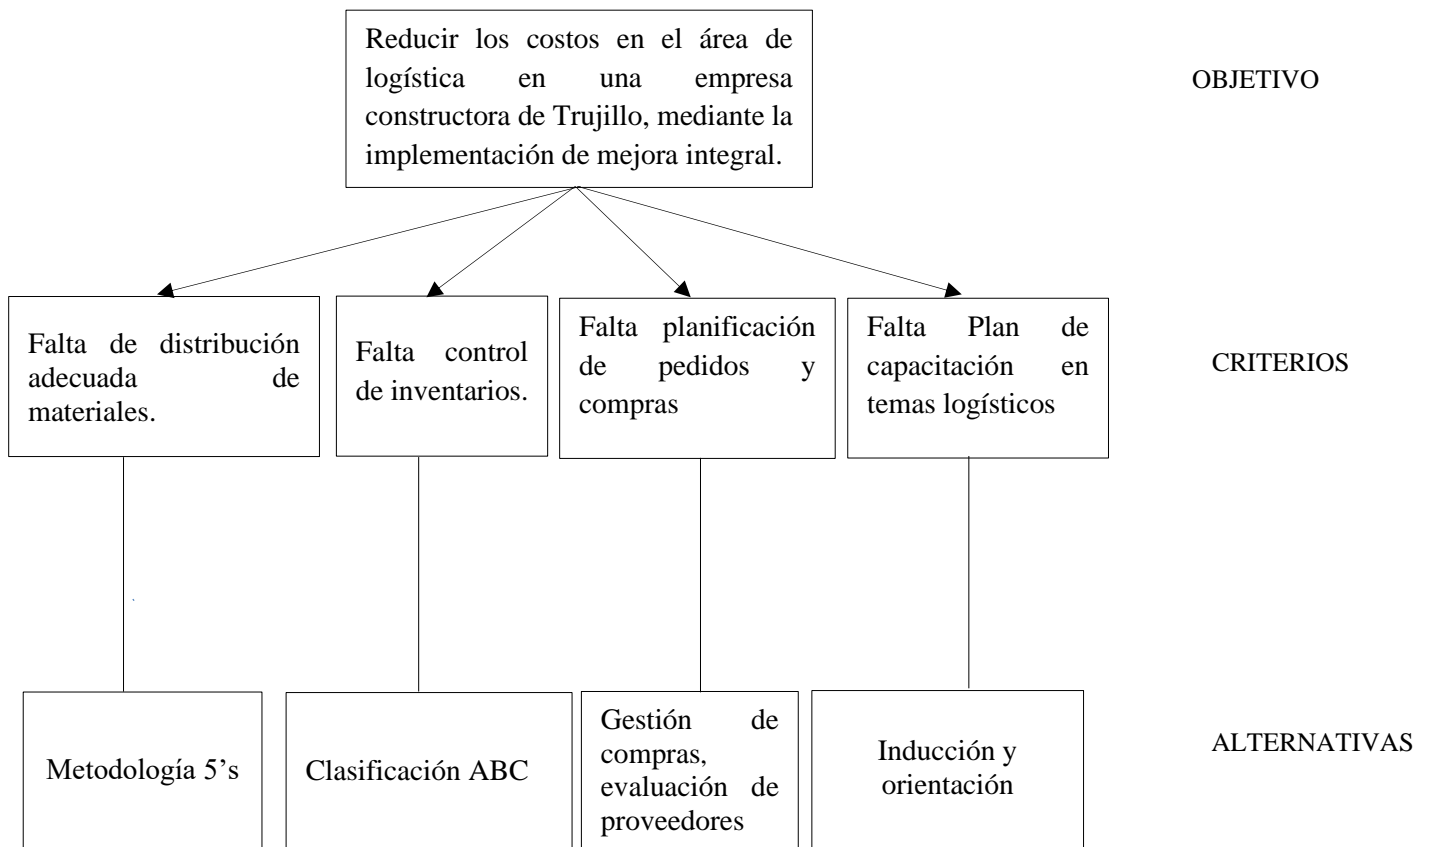 Reducir los costos en el área de
logística en una empresa
constructora de Trujillo, mediante la
implementación de mejora integral.
OBJETIVO
Falta de distribución
adecuada de
materiales.
Falta control
de inventarios.
Falta planificación
de pedidos y
compras
Falta Plan de
capacitación en
temas logísticos
CRITERIOS
Metodología 5’s
Clasificación ABC
Gestión de
compras,
evaluación de
proveedores
Inducción y
orientación
ALTERNATIVAS